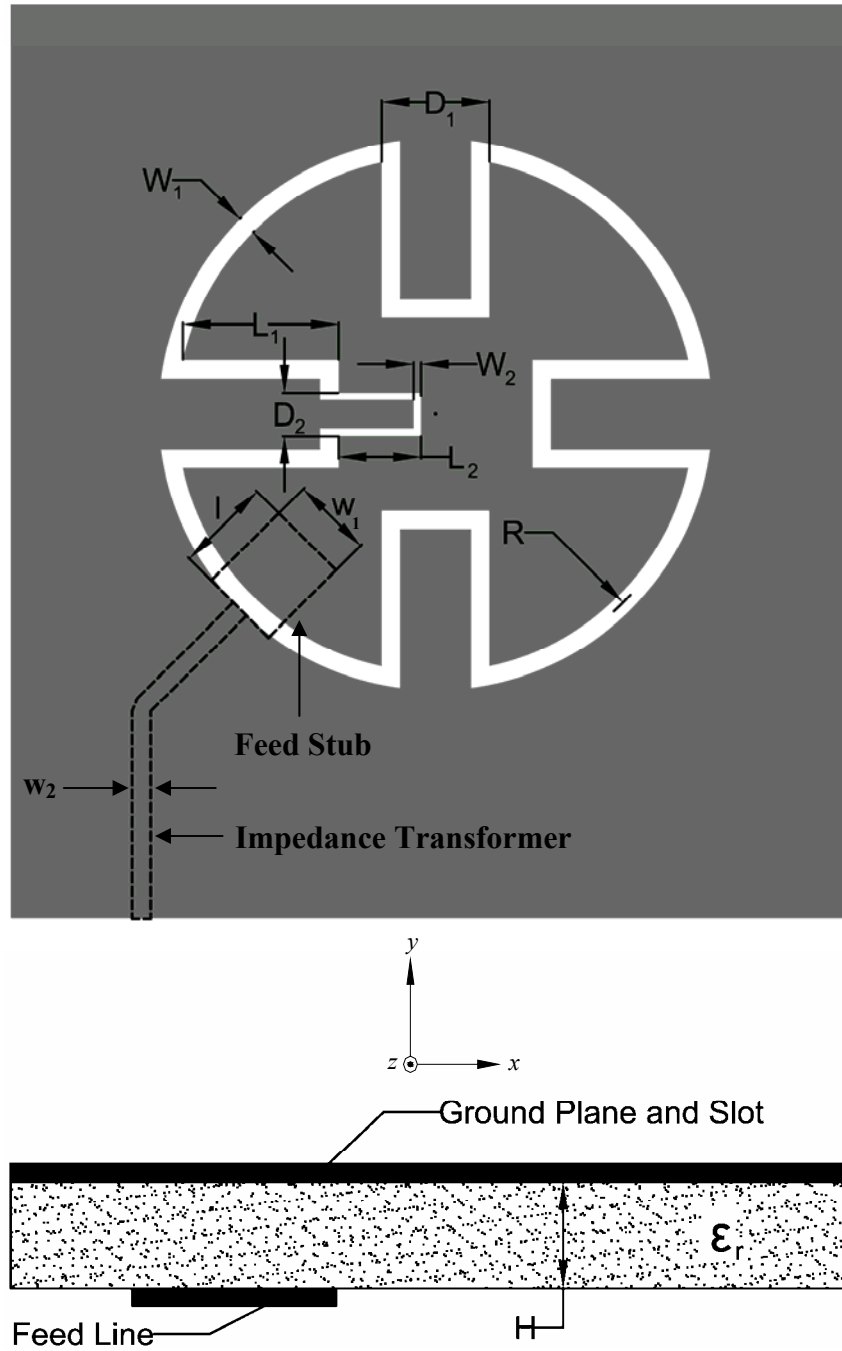 D₁
W₁
L₁
W₂
D₂
L₂
l
w₁
R
Feed Stub
w₂
Impedance Transformer
y
z
x
Ground Plane and Slot
εᵣ
Feed Line
H